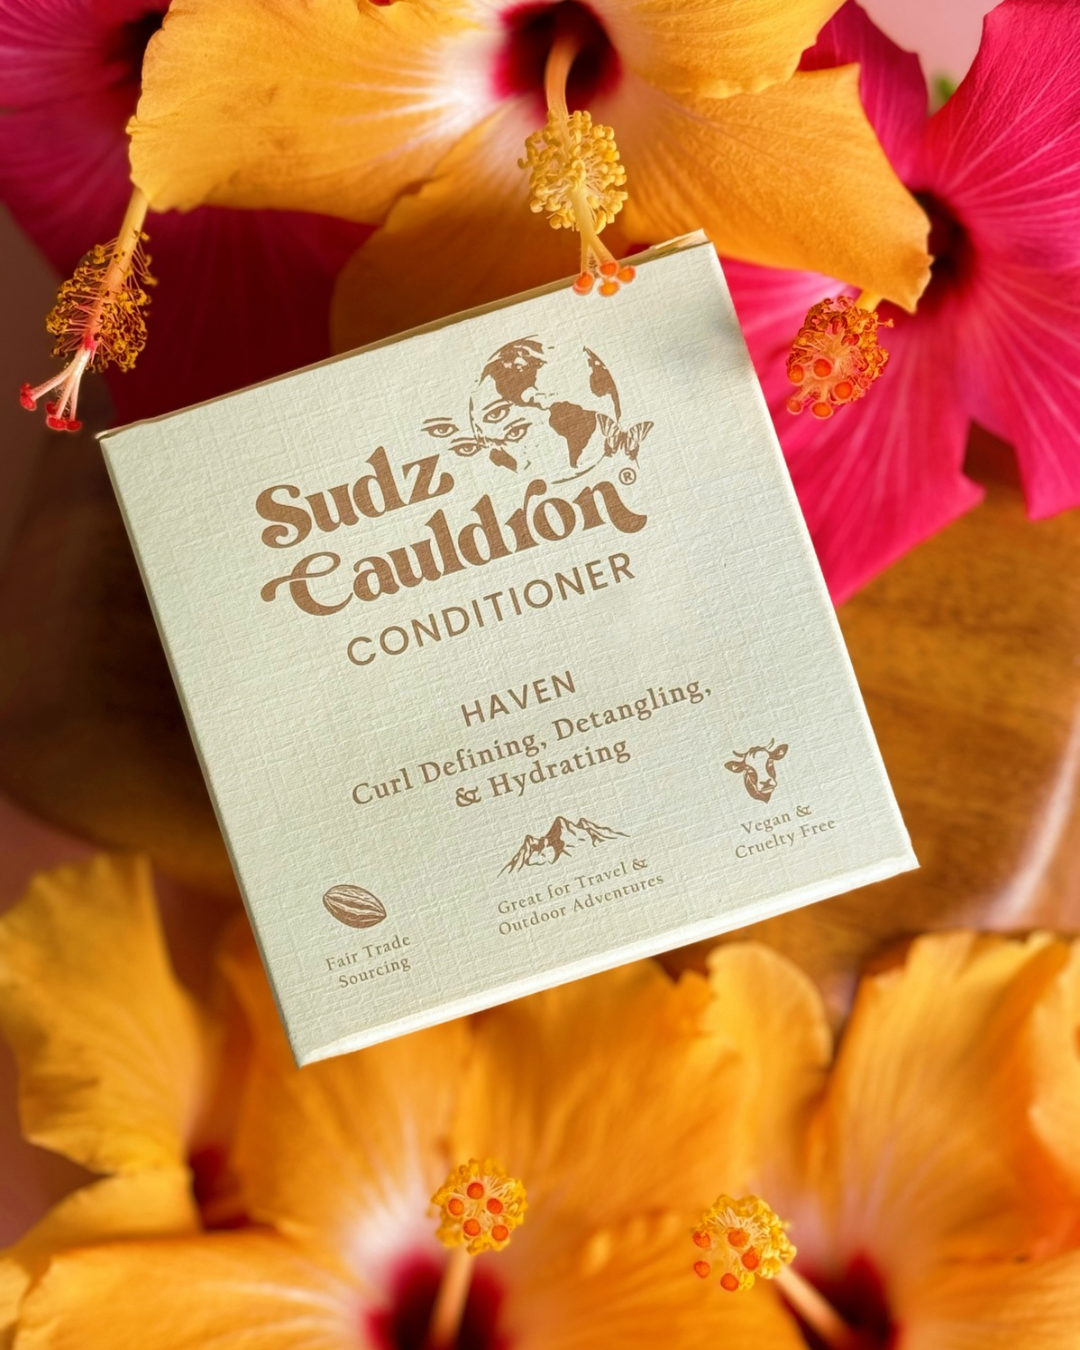 Sudz
Cauldron®
CONDITIONER
HAVEN
Curl Defining, Detangling,
& Hydrating
Fair Trade
Sourcing
Great for Travel &
Outdoor Adventures
Vegan &
Cruelty Free